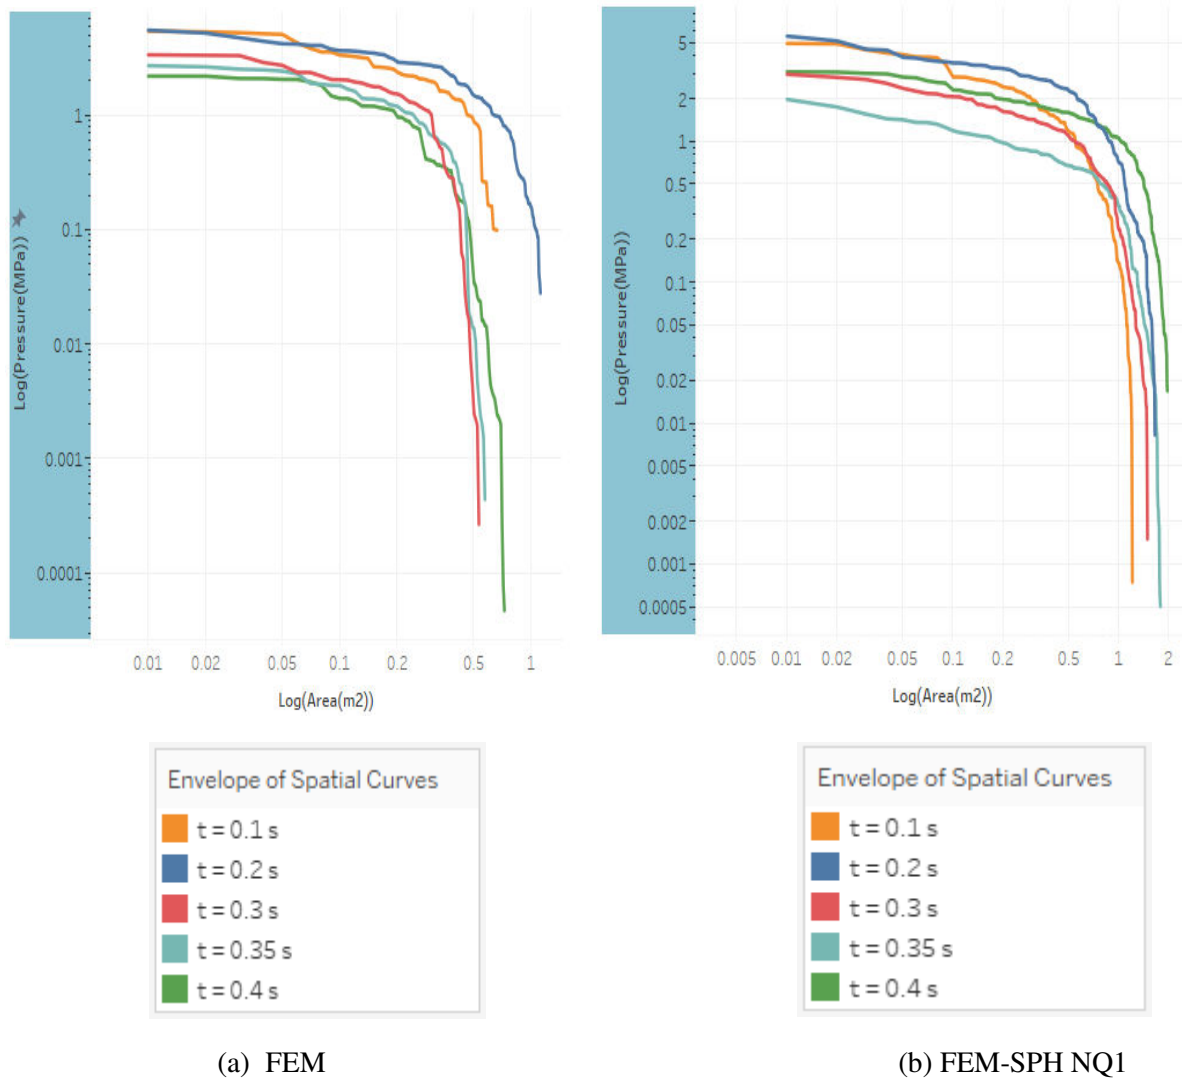 Log(Pressure(MPa))
1
0.1
0.01
0.001
0.0001
0.01 0.02 0.05 0.1 0.2 0.5 1
Log(Area(m2))
Envelope of Spatial Curves
t = 0.1 s
t = 0.2 s
t = 0.3 s
t = 0.35 s
t = 0.4 s
(a) FEM
Log(Pressure(MPa))
5
2
1
0.5
0.2
0.1
0.05
0.02
0.01
0.005
0.002
0.001
0.0005
0.005 0.01 0.02 0.05 0.1 0.2 0.5 1 2
Log(Area(m2))
Envelope of Spatial Curves
t = 0.1 s
t = 0.2 s
t = 0.3 s
t = 0.35 s
t = 0.4 s
(b) FEM-SPH NQ1